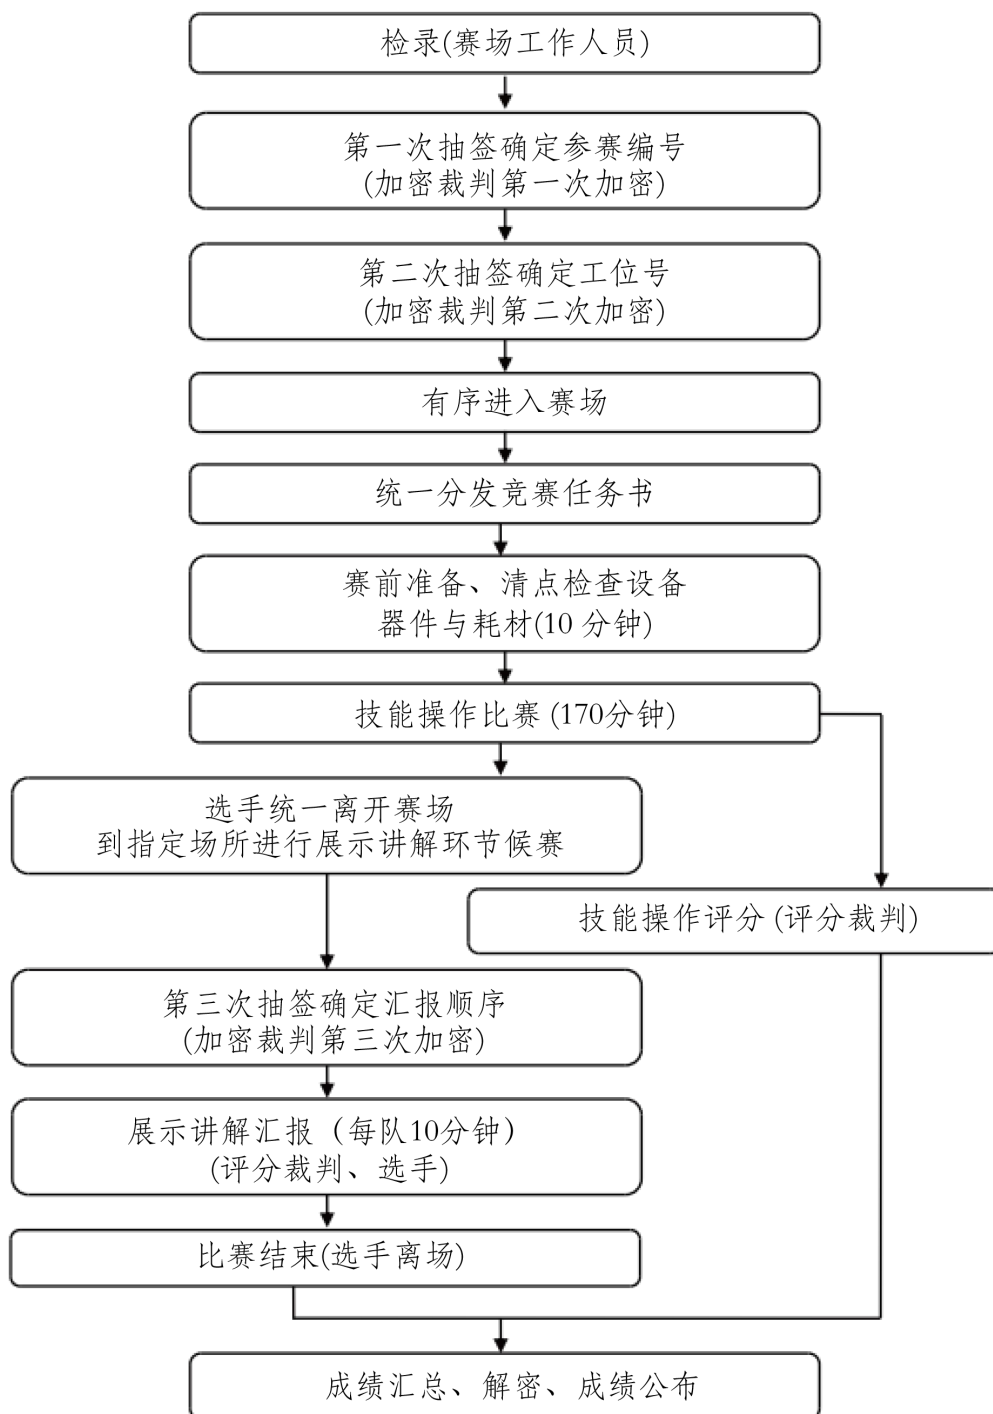 检录(赛场工作人员)
第一次抽签确定参赛编号
(加密裁判第一次加密)
第二次抽签确定工位号
(加密裁判第二次加密)
有序进入赛场
统一分发竞赛任务书
赛前准备、清点检查设备
器件与耗材(10 分钟)
技能操作比赛 (170分钟)
选手统一离开赛场
到指定场所进行展示讲解环节候赛
技能操作评分 (评分裁判)
第三次抽签确定汇报顺序
(加密裁判第三次加密)
展示讲解汇报（每队10分钟）
(评分裁判、选手)
比赛结束(选手离场)
成绩汇总、解密、成绩公布